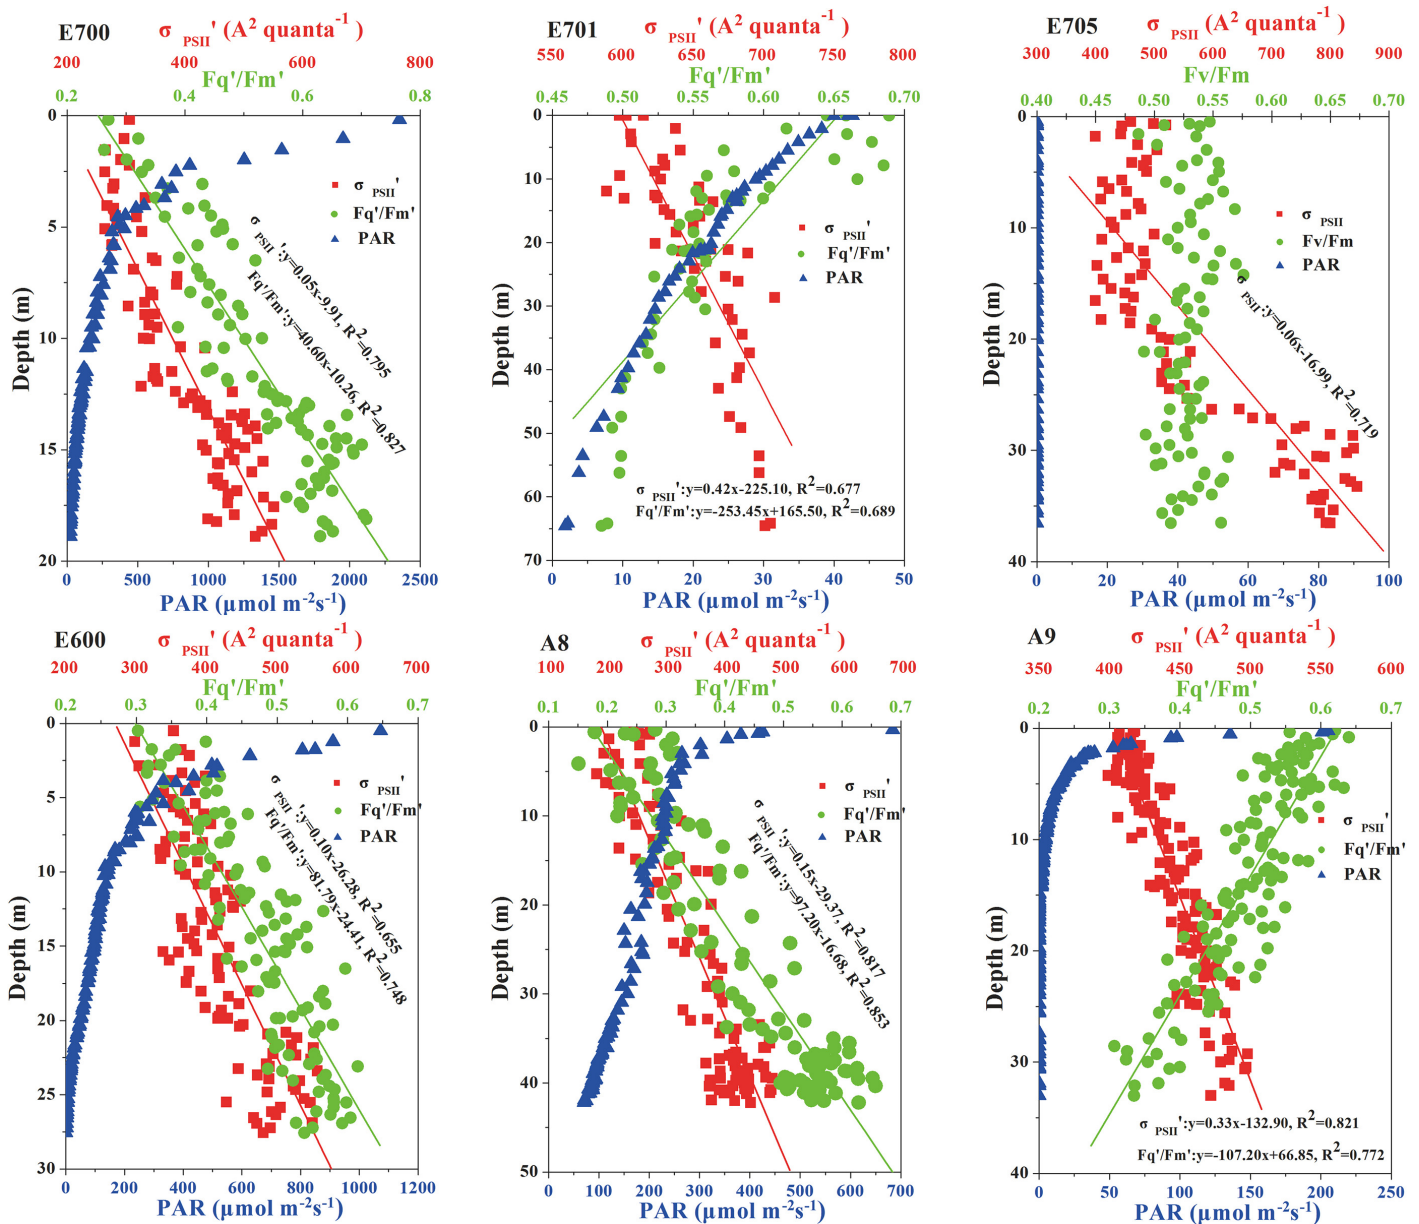 E700
σ PSII' (A² quanta⁻¹)
200 400 600 800
Fq'/Fm'
0.2 0.4 0.6 0.8
0
5
10
15
20
Depth (m)
σ PSII'
Fq'/Fm'
PAR
σ PSII':y=0.05x-9.91, R²=0.795
Fq'/Fm':y=40.60x-10.26, R²=0.827
0 500 1000 1500 2000 2500
PAR (µmol m⁻²s⁻¹)
E701
σ PSII' (A² quanta⁻¹)
550 600 650 700 750 800
Fq'/Fm'
0.45 0.50 0.55 0.60 0.65 0.70
0
10
20
30
40
50
60
70
Depth (m)
σ PSII'
Fq'/Fm'
PAR
σ PSII':y=0.42x-225.10, R²=0.677
Fq'/Fm':y=-253.45x+165.50, R²=0.689
0 10 20 30 40 50
PAR (µmol m⁻²s⁻¹)
E705
σ PSII (A² quanta⁻¹)
300 400 500 600 700 800 900
Fv/Fm
0.40 0.45 0.50 0.55 0.60 0.65 0.70
0
10
20
30
40
Depth (m)
σ PSII
Fv/Fm
PAR
σ PSII':y=0.06x-16.99, R²=0.719
0 20 40 60 80 100
PAR (µmol m⁻²s⁻¹)
E600
σ PSII' (A² quanta⁻¹)
200 300 400 500 600 700
Fq'/Fm'
0.2 0.3 0.4 0.5 0.6 0.7
0
5
10
15
20
25
30
Depth (m)
σ PSII'
Fq'/Fm'
PAR
σ PSII':y=0.10x-26.28, R²=0.655
Fq'/Fm':y=81.79x-24.41, R²=0.748
0 200 400 600 800 1000 1200
PAR (µmol m⁻²s⁻¹)
A8
σ PSII' (A² quanta⁻¹)
100 200 300 400 500 600 700
Fq'/Fm'
0.1 0.2 0.3 0.4 0.5 0.6 0.7
0
10
20
30
40
50
Depth (m)
σ PSII'
Fq'/Fm'
PAR
σ PSII':y=0.15x-29.37, R²=0.817
Fq'/Fm':y=97.20x-16.68, R²=0.853
0 100 200 300 400 500 600 700
PAR (µmol m⁻²s⁻¹)
A9
σ PSII' (A² quanta⁻¹)
350 400 450 500 550 600
Fq'/Fm'
0.2 0.3 0.4 0.5 0.6 0.7
0
10
20
30
40
Depth (m)
σ PSII'
Fq'/Fm'
PAR
σ PSII':y=0.33x-132.90, R²=0.821
Fq'/Fm':y=-107.20x+66.85, R²=0.772
0 50 100 150 200 250
PAR (µmol m⁻²s⁻¹)